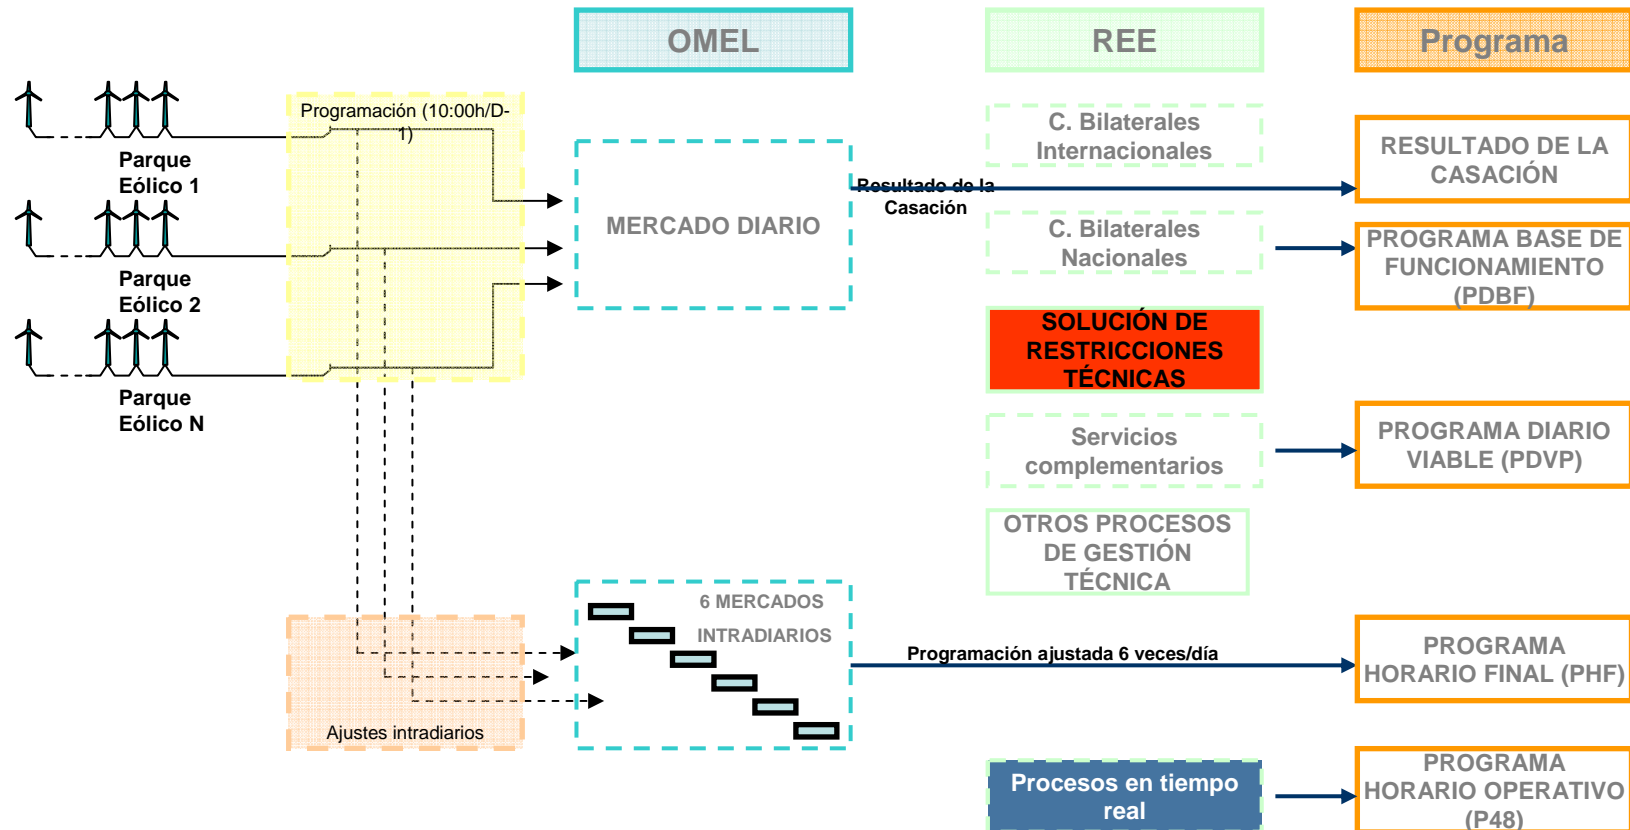 OMEL
REE
Programa
Programación (10:00h/D-
1)
Parque
Eólico 1
Parque
Eólico 2
Parque
Eólico N
MERCADO DIARIO
Resultado de la
Casación
C. Bilaterales
Internacionales
C. Bilaterales
Nacionales
SOLUCIÓN DE
RESTRICCIONES
TÉCNICAS
Servicios
complementarios
OTROS PROCESOS
DE GESTIÓN
TÉCNICA
RESULTADO DE LA
CASACIÓN
PROGRAMA BASE DE
FUNCIONAMIENTO
(PDBF)
PROGRAMA DIARIO
VIABLE (PDVP)
Ajustes intradiarios
6 MERCADOS
INTRADIARIOS
Programación ajustada 6 veces/día
PROGRAMA
HORARIO FINAL (PHF)
Procesos en tiempo
real
PROGRAMA
HORARIO OPERATIVO
(P48)